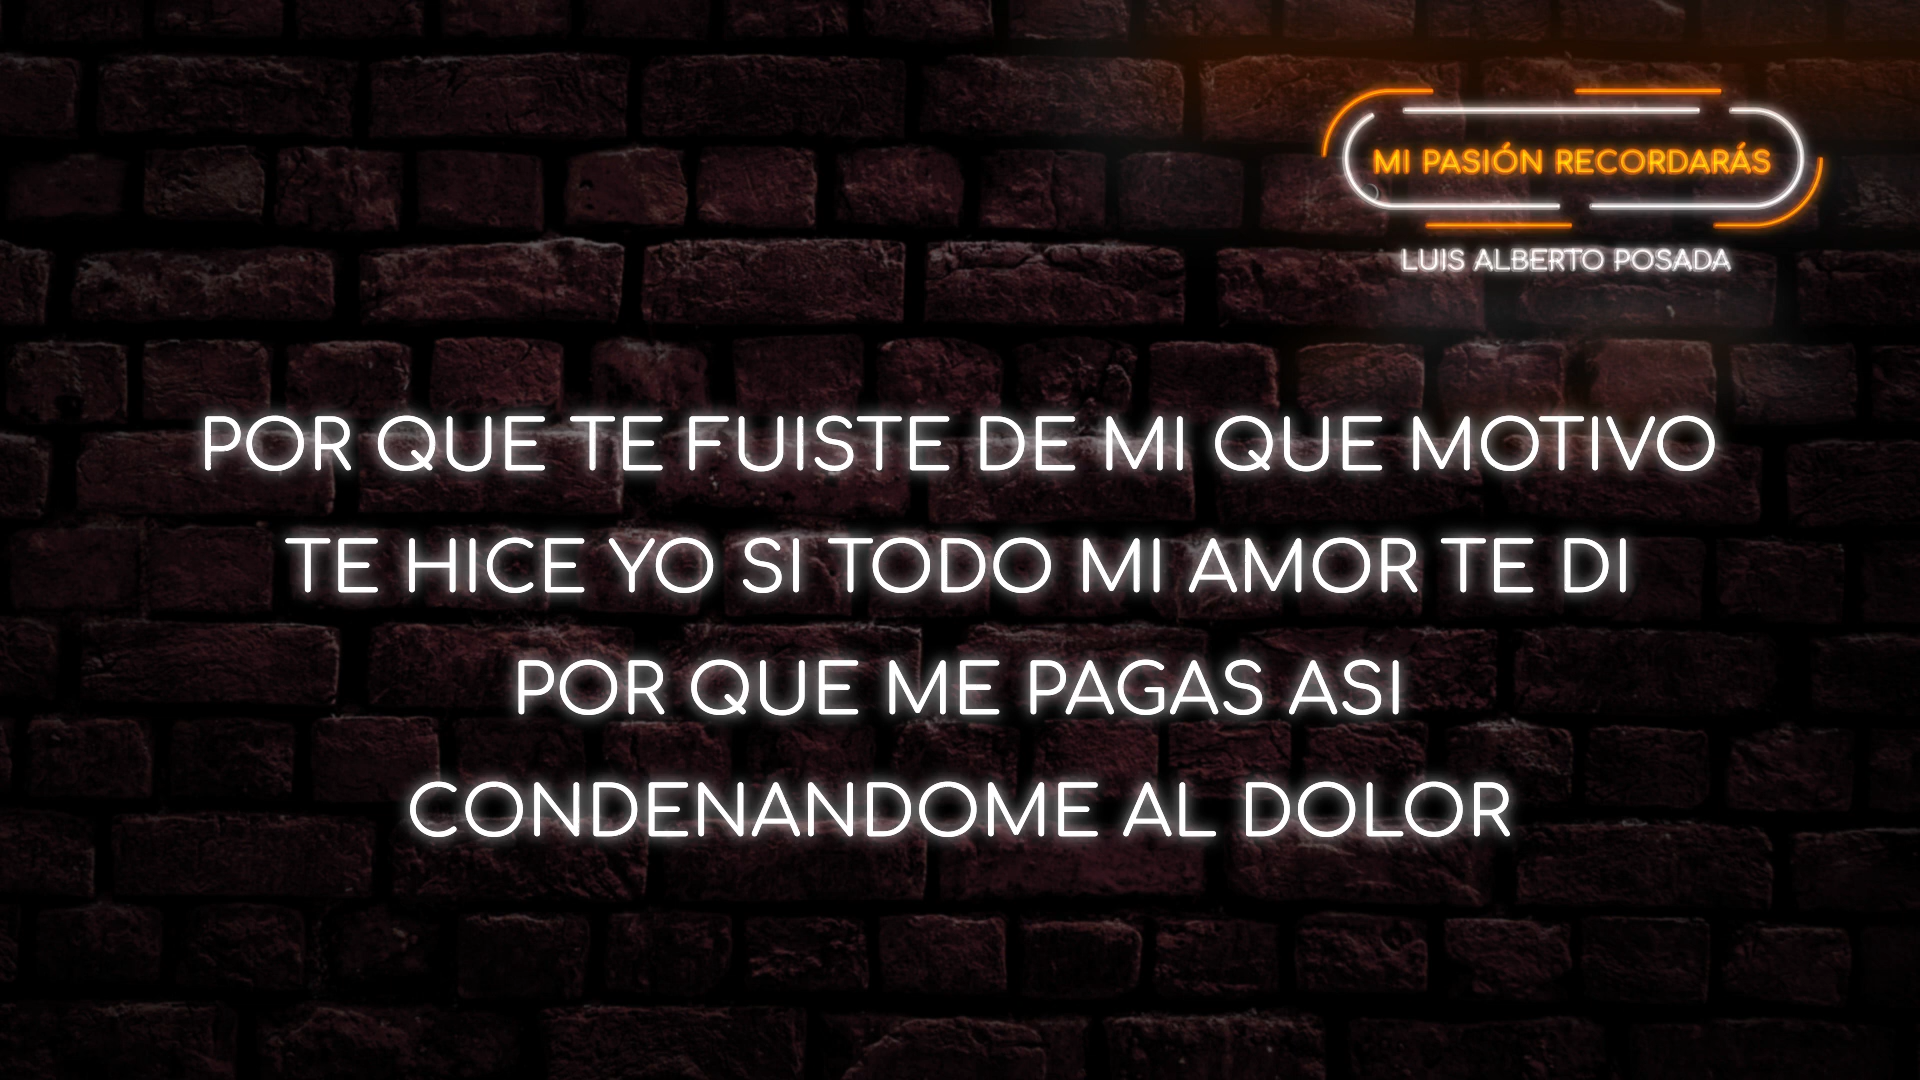 MI PASIÓN RECORDARÁS
LUIS ALBERTO POSADA
POR QUE TE FUISTE DE MI QUE MOTIVO
TE HICE YO SI TODO MI AMOR TE DI
POR QUE ME PAGAS ASI
CONDENANDOME AL DOLOR